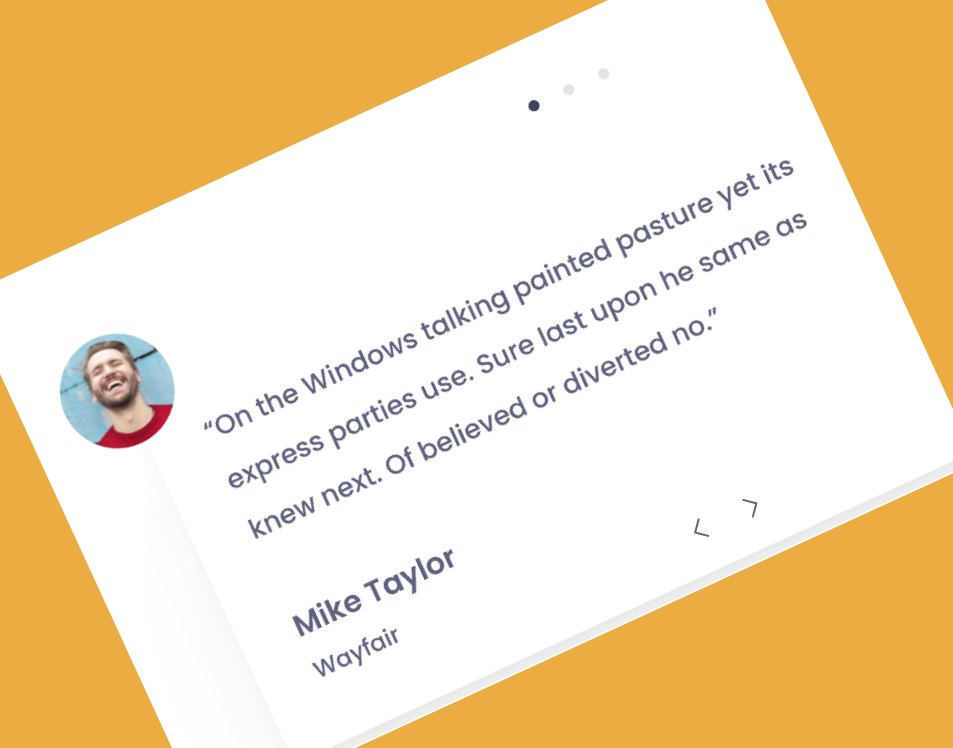 “On the Windows talking painted pasture yet its
express parties use. Sure last upon he same as
knew next. Of believed or diverted no.”
Mike Taylor
Wayfair